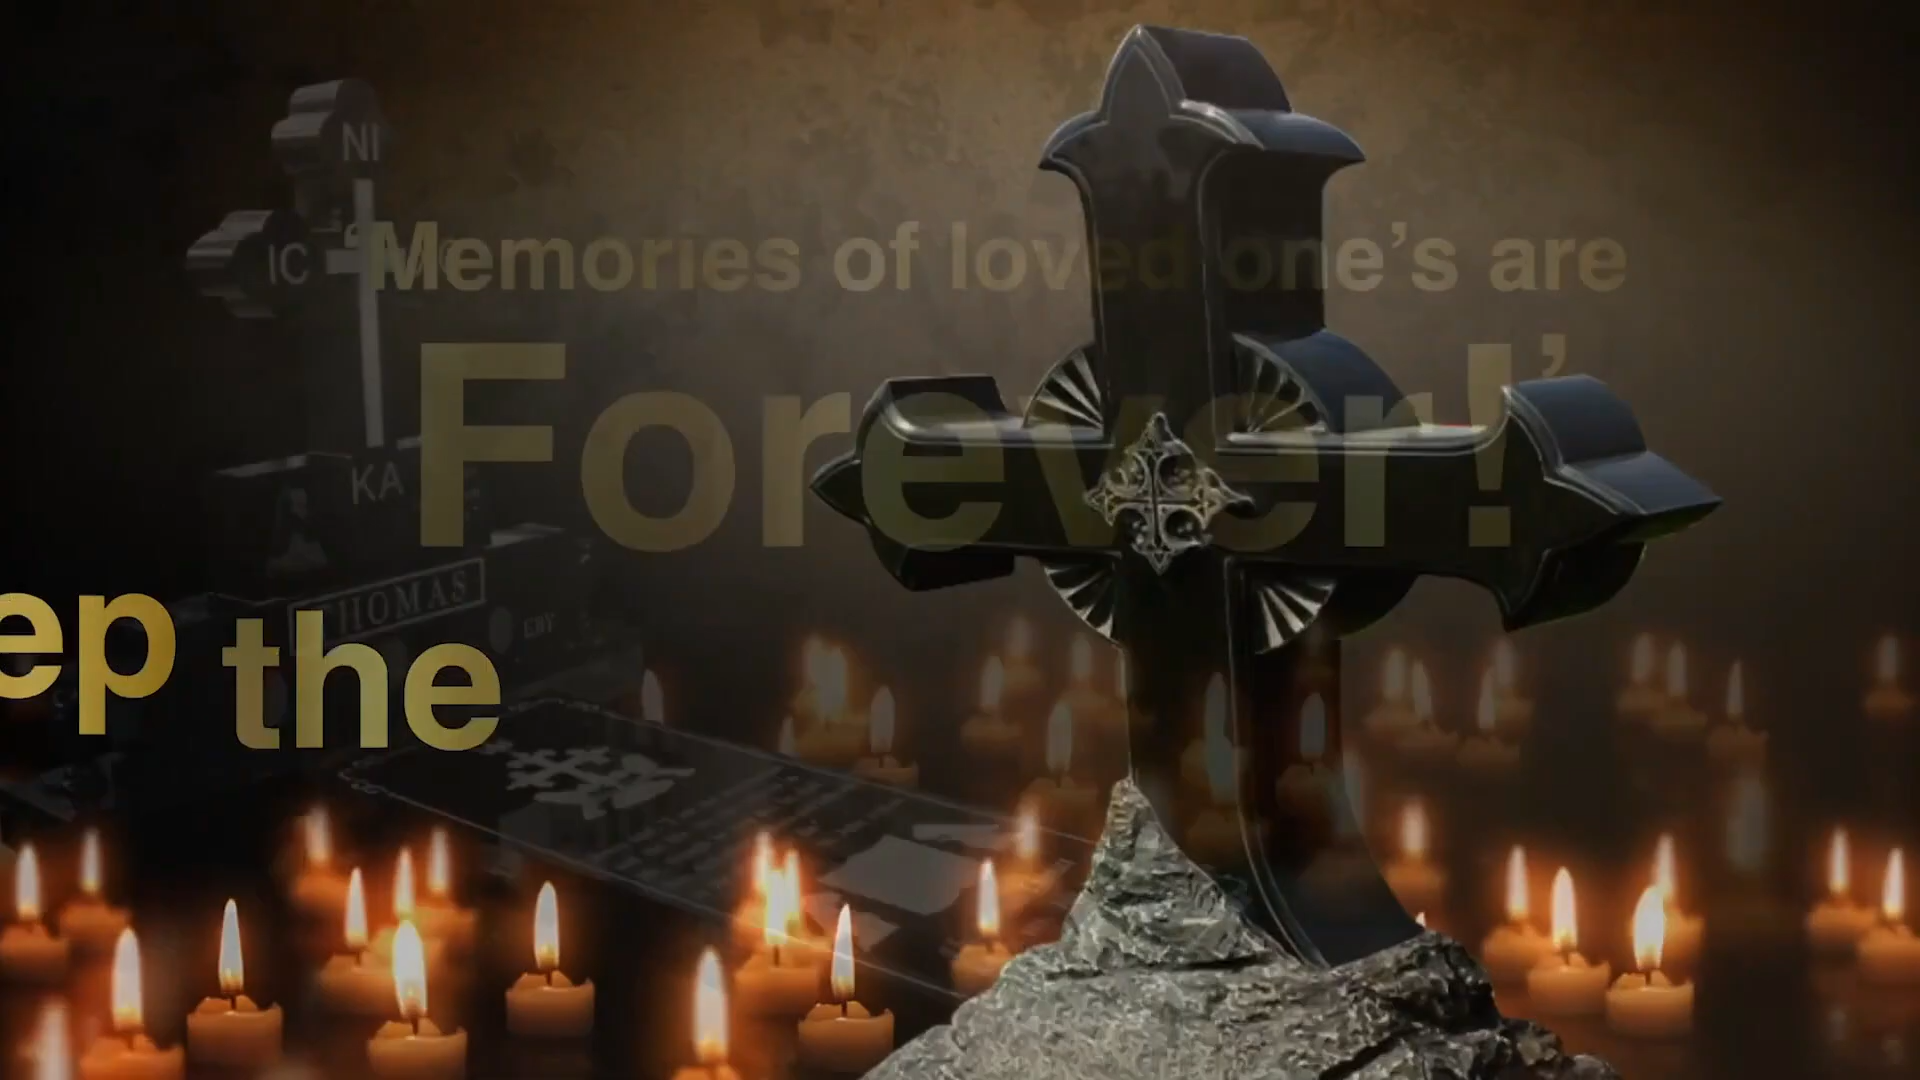 NI
IC
Memories of loved one's are
Forever!
KA
THOMAS
ep the